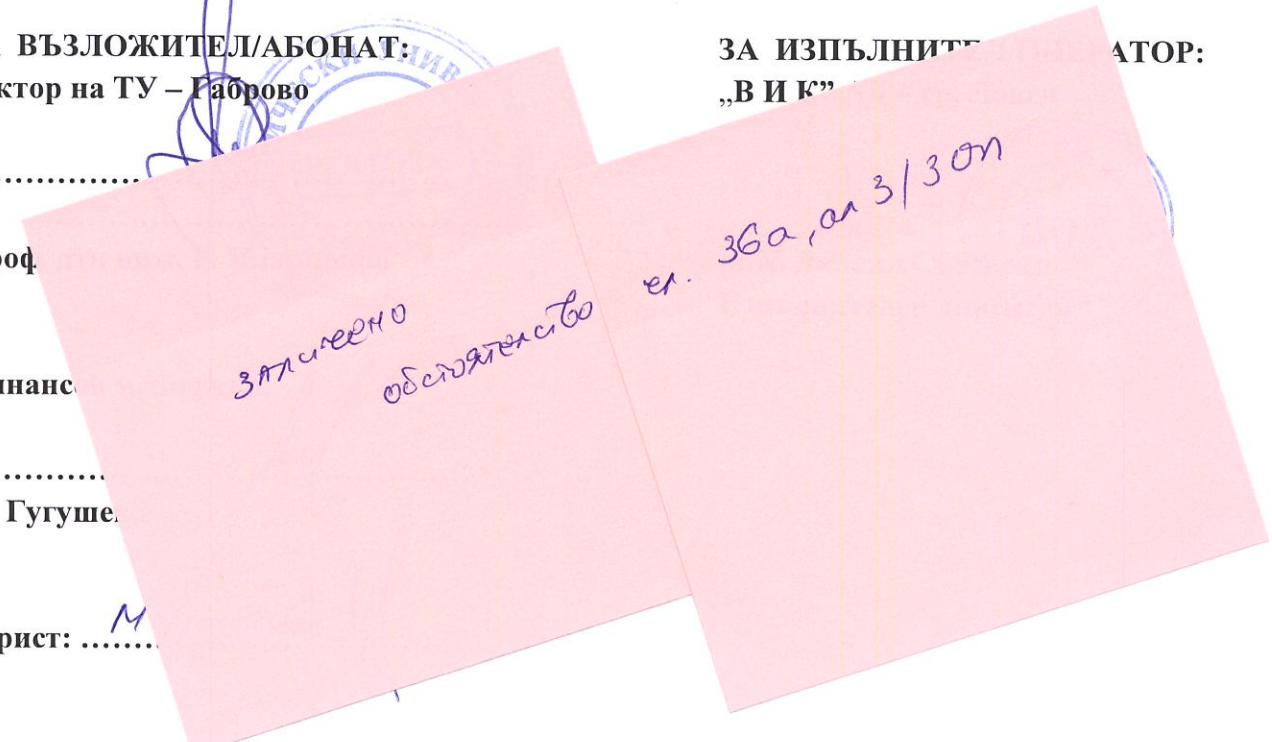 ВЪЗЛОЖИТЕЛ/АБОНАТ:
ктор на ТУ – Габрово
…………….
роф
инанс
……….
Гугуше
рист: …….
ЗА ИЗПЪЛНИТЕ АТОР:
„В И К”
заличено
обстоятелство чл. 36а, ал 3/ЗОП